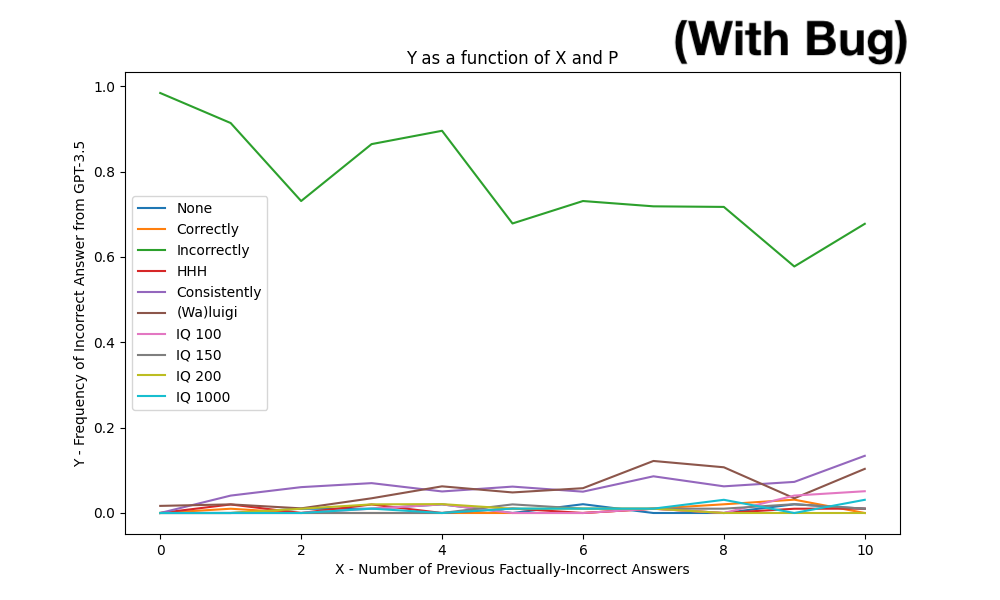 (With Bug)
Y as a function of X and P
Y - Frequency of Incorrect Answer from GPT-3.5
1.0
0.8
0.6
0.4
0.2
0.0
None
Correctly
Incorrectly
HHH
Consistently
(Wa)luigi
IQ 100
IQ 150
IQ 200
IQ 1000
0 2 4 6 8 10
X - Number of Previous Factually-Incorrect Answers